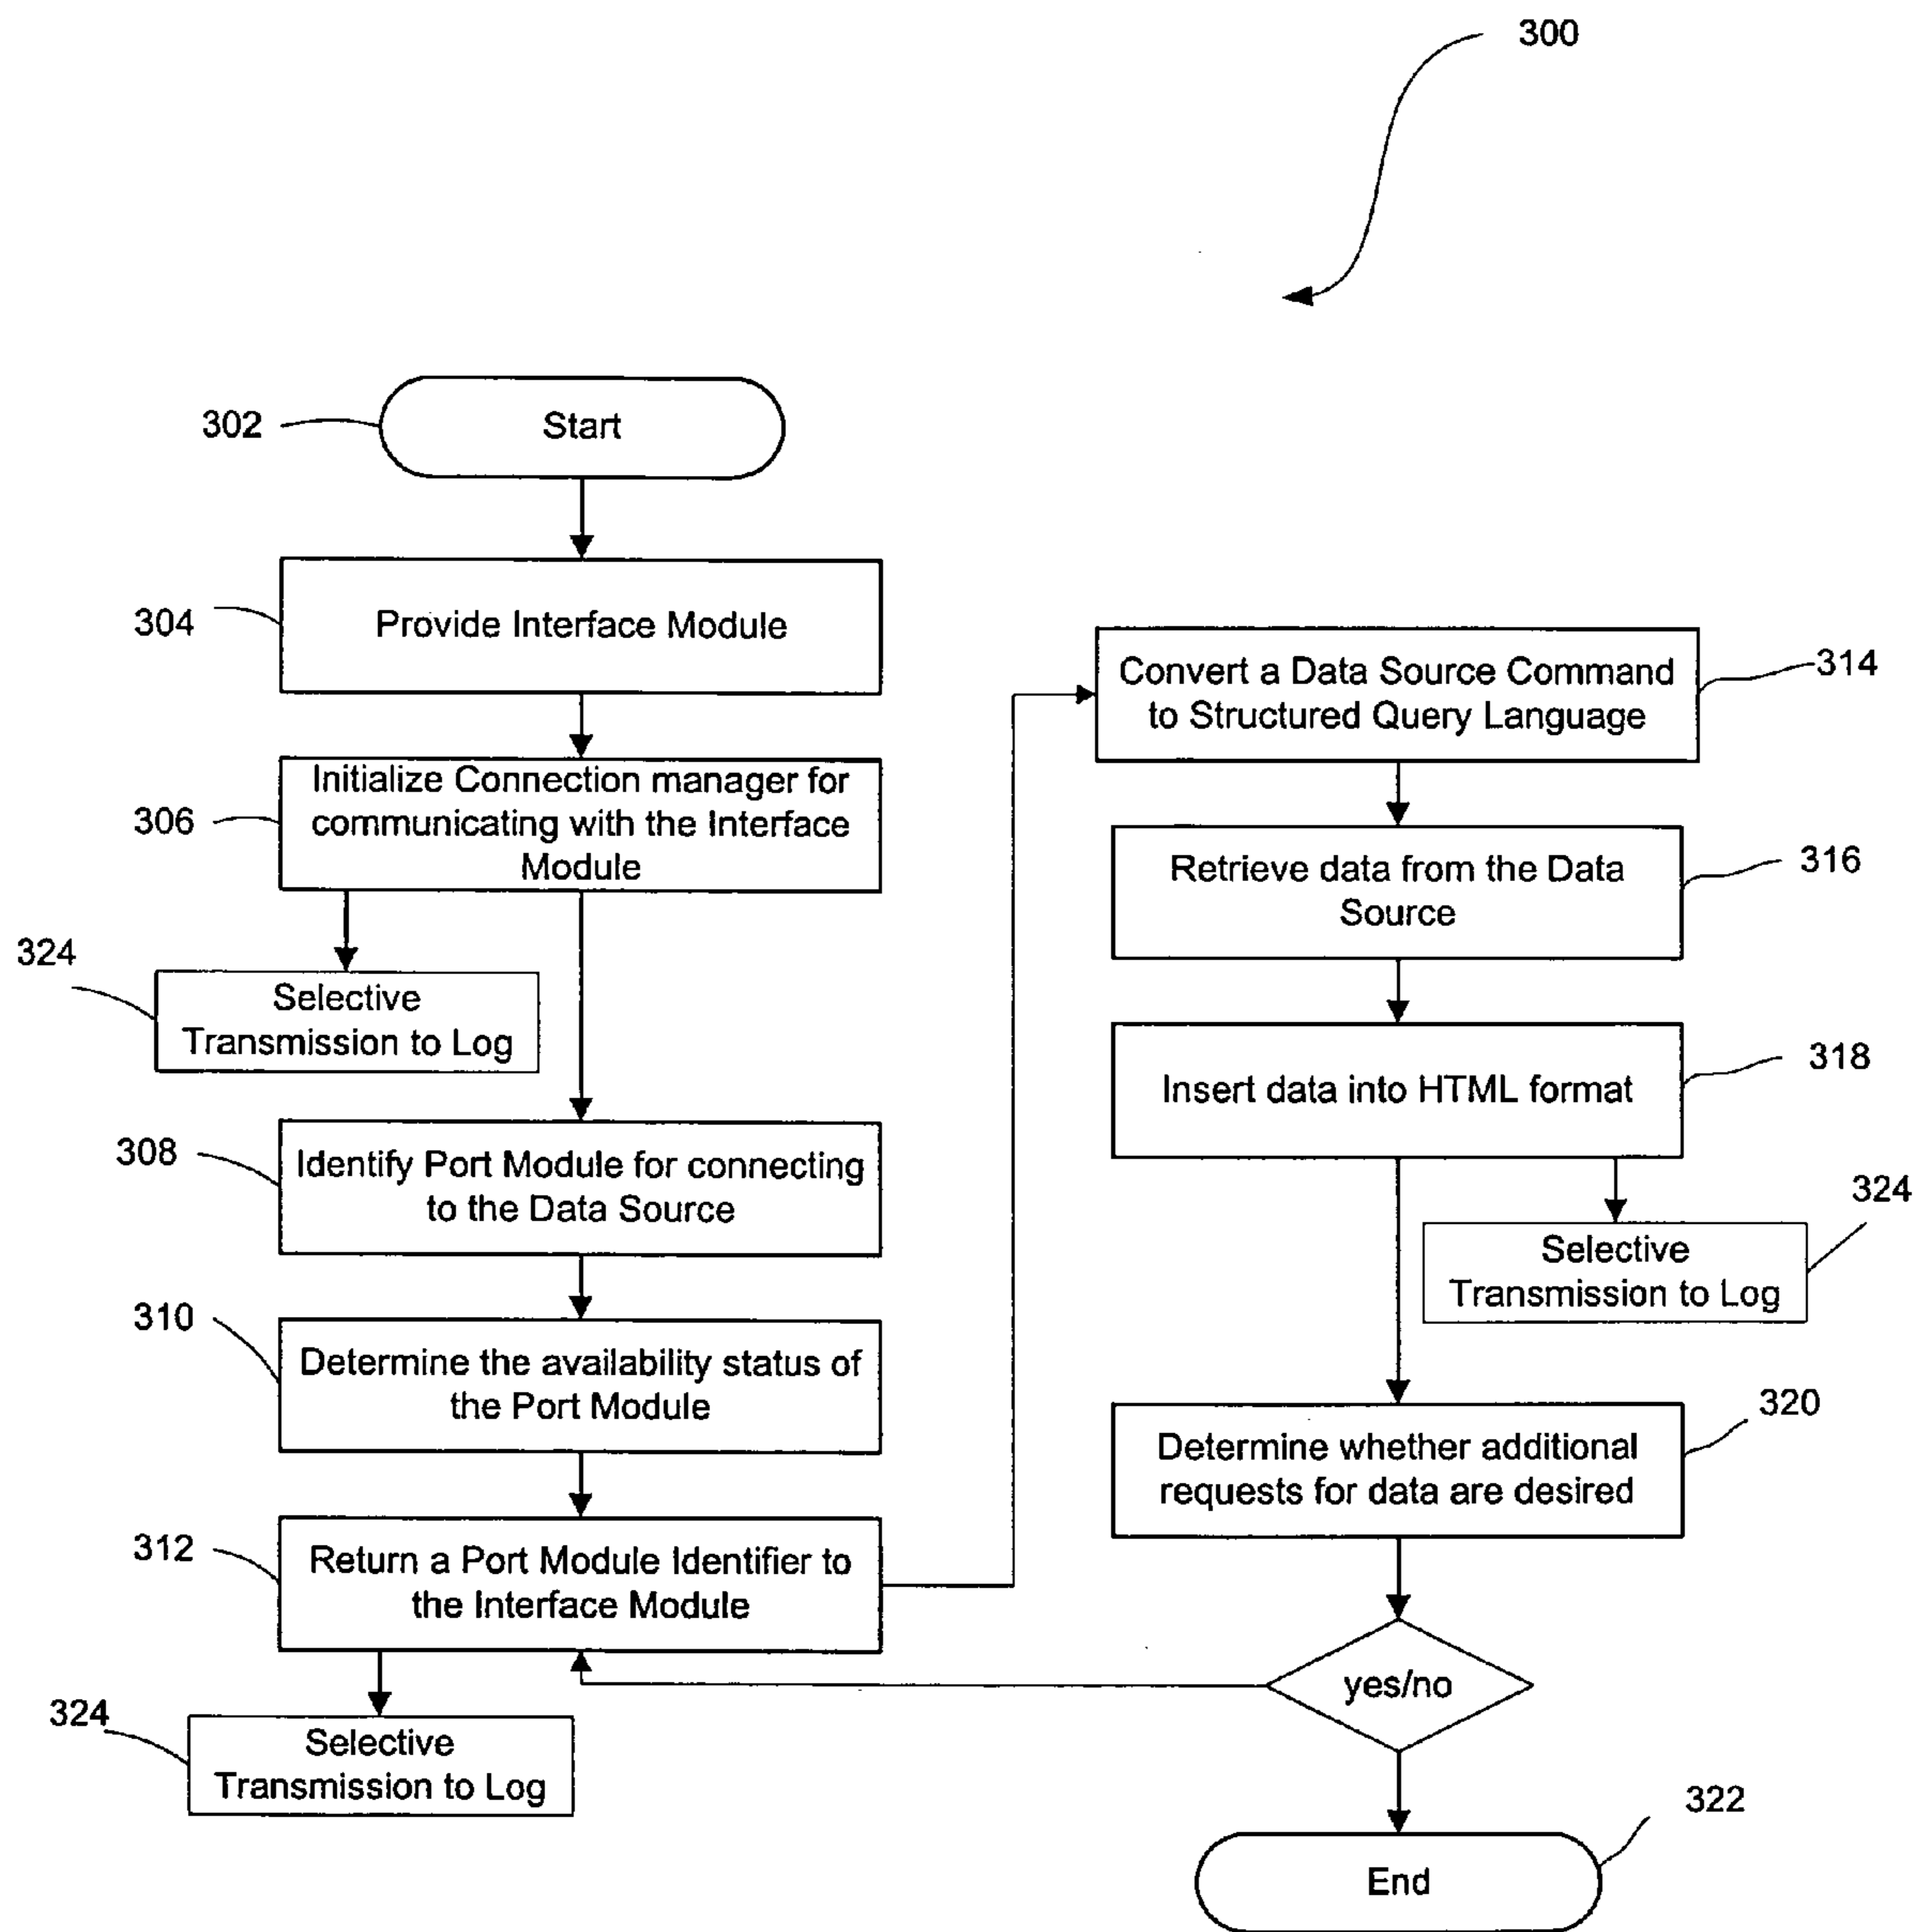 300
302
Start
304
Provide Interface Module
306
Initialize Connection manager for
communicating with the Interface
Module
324
Selective
Transmission to Log
308
Identify Port Module for connecting
to the Data Source
310
Determine the availability status of
the Port Module
312
Return a Port Module Identifier to
the Interface Module
324
Selective
Transmission to Log
Convert a Data Source Command
to Structured Query Language
314
Retrieve data from the Data
Source
316
Insert data into HTML format
318
324
Selective
Transmission to Log
320
Determine whether additional
requests for data are desired
yes/no
322
End